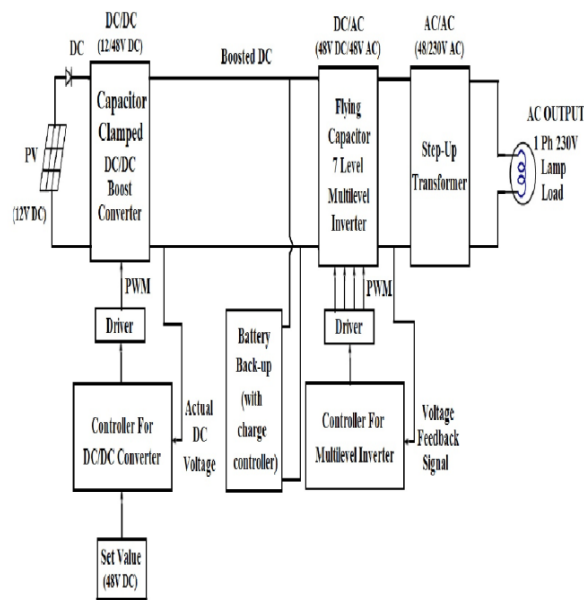 DC/DC
(12/48V DC)
DC/AC
(48V DC/48V AC)
AC/AC
(48/230V AC)
DC
Boosted DC
Capacitor
Clamped
DC/DC
Boost
Converter
Flying
Capacitor
7 Level
Multilevel
Inverter
Step-Up
Transformer
AC OUTPUT
1 Ph 230V
Lamp
Load
PV
(12V DC)
PWM
PWM
Driver
Driver
Battery
Back-up
(with
charge
controller)
Controller For
DC/DC Converter
Actual
DC
Voltage
Controller For
Multilevel Inverter
Voltage
Feedback
Signal
Set Value
(48V DC)